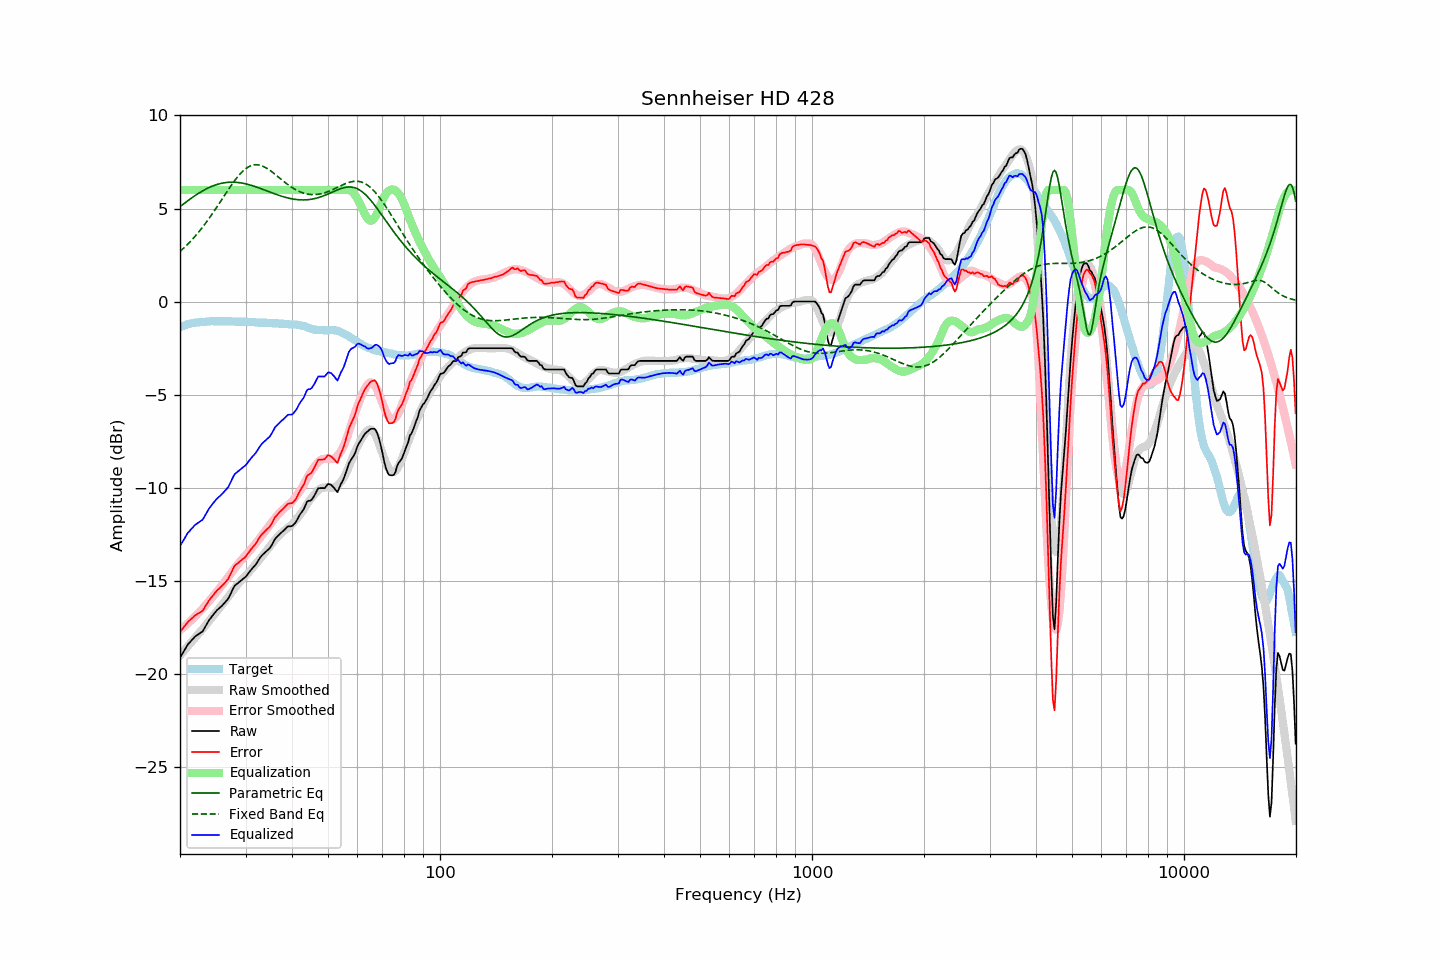 Sennheiser HD 428
10
5
0
−5
−10
−15
−20
−25
Amplitude (dBr)
Target
Raw Smoothed
Error Smoothed
Raw
Error
Equalization
Parametric Eq
Fixed Band Eq
Equalized
100
1000
10000
Frequency (Hz)